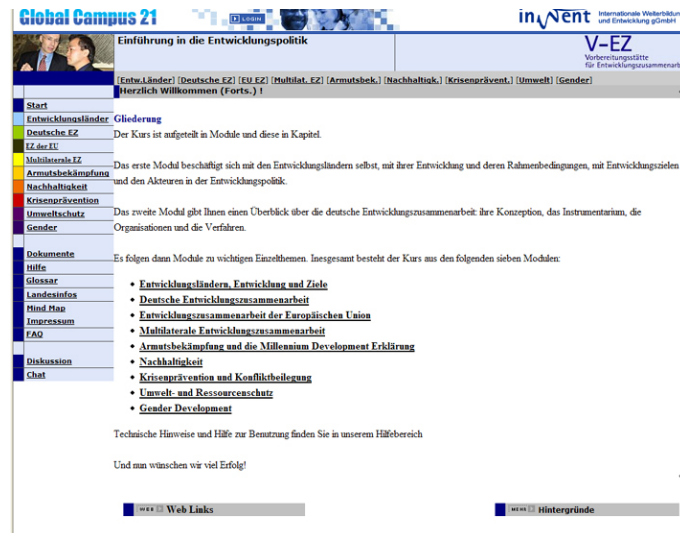 Global Campus 21
LOGIN
inWent Internationale Weiterbildung
und Entwicklung gGmbH
Einführung in die Entwicklungspolitik
V-EZ
Vorbereitungsstätte
für Entwicklungszusammenarb
[Entw.Länder] [Deutsche EZ] [EU EZ] [Multilat. EZ] [Armutsbek.] [Nachhaltigk.] [Krisenprävent.] [Umwelt] [Gender]
Herzlich Willkommen (Forts.) !
Start
Entwicklungsländer
Deutsche EZ
EZ der EU
Multilaterale EZ
Armutsbekämpfung
Nachhaltigkeit
Krisenprävention
Umweltschutz
Gender
Dokumente
Hilfe
Glossar
Landesinfos
Mind Map
Impressum
FAQ
Diskussion
Chat
Gliederung
Der Kurs ist aufgeteilt in Module und diese in Kapitel.
Das erste Modul beschäftigt sich mit den Entwicklungsländern selbst, mit ihrer Entwicklung und deren Rahmenbedingungen, mit Entwicklungszielen
und den Akteuren in der Entwicklungspolitik.
Das zweite Modul gibt Ihnen einen Überblick über die deutsche Entwicklungszusammenarbeit: ihre Konzeption, das Instrumentarium, die
Organisationen und die Verfahren.
Es folgen dann Module zu wichtigen Einzelthemen. Insgesamt besteht der Kurs aus den folgenden sieben Modulen:
Entwicklungsländern, Entwicklung und Ziele
Deutsche Entwicklungszusammenarbeit
Entwicklungszusammenarbeit der Europäischen Union
Multilaterale Entwicklungszusammenarbeit
Armutsbekämpfung und die Millennium Development Erklärung
Nachhaltigkeit
Krisenprävention und Konfliktbeilegung
Umwelt- und Ressourcenschutz
Gender Development
Technische Hinweise und Hilfe zur Benutzung finden Sie in unserem Hilfebereich
Und nun wünschen wir viel Erfolg!
WEB Web Links
Hintergründe